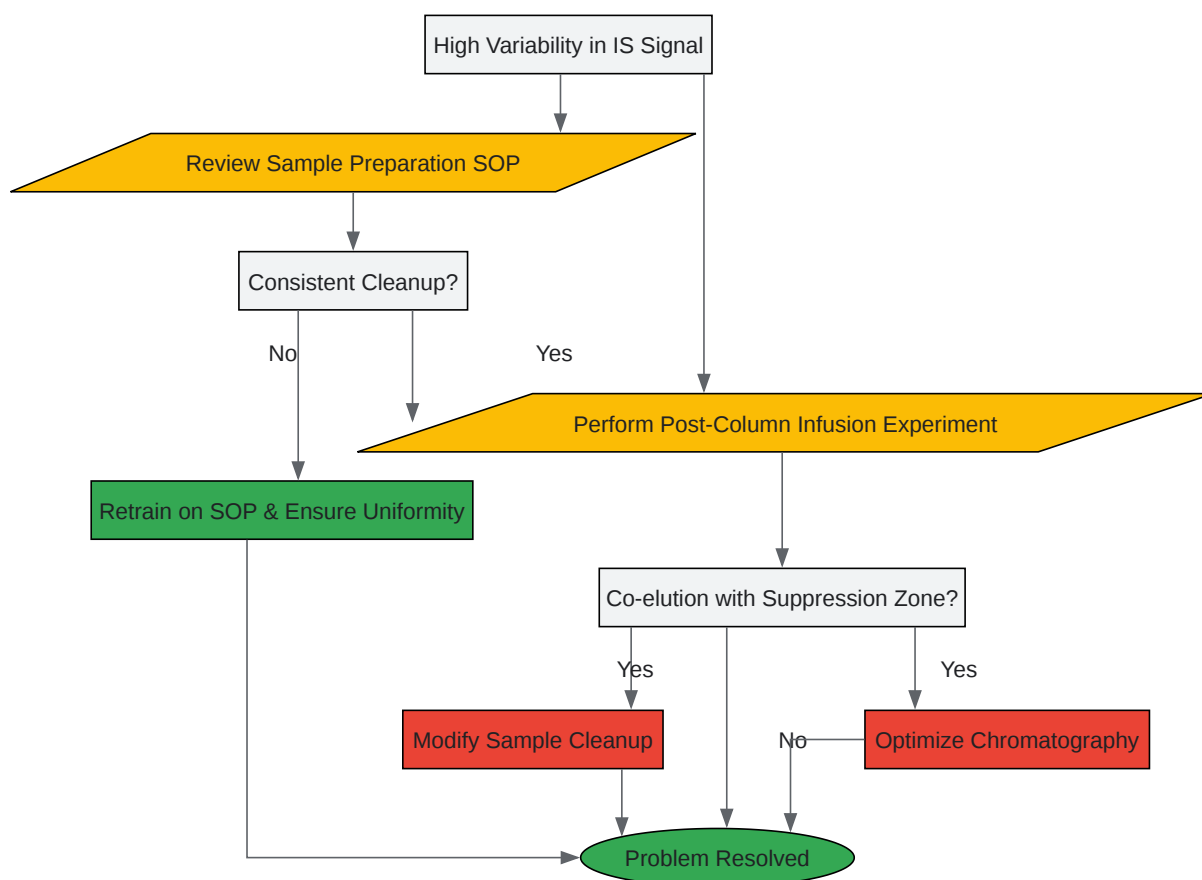 High Variability in IS Signal
Review Sample Preparation SOP
Consistent Cleanup?
No
Yes
Perform Post-Column Infusion Experiment
Retrain on SOP & Ensure Uniformity
Co-elution with Suppression Zone?
Yes
Yes
Modify Sample Cleanup
No
Optimize Chromatography
Problem Resolved